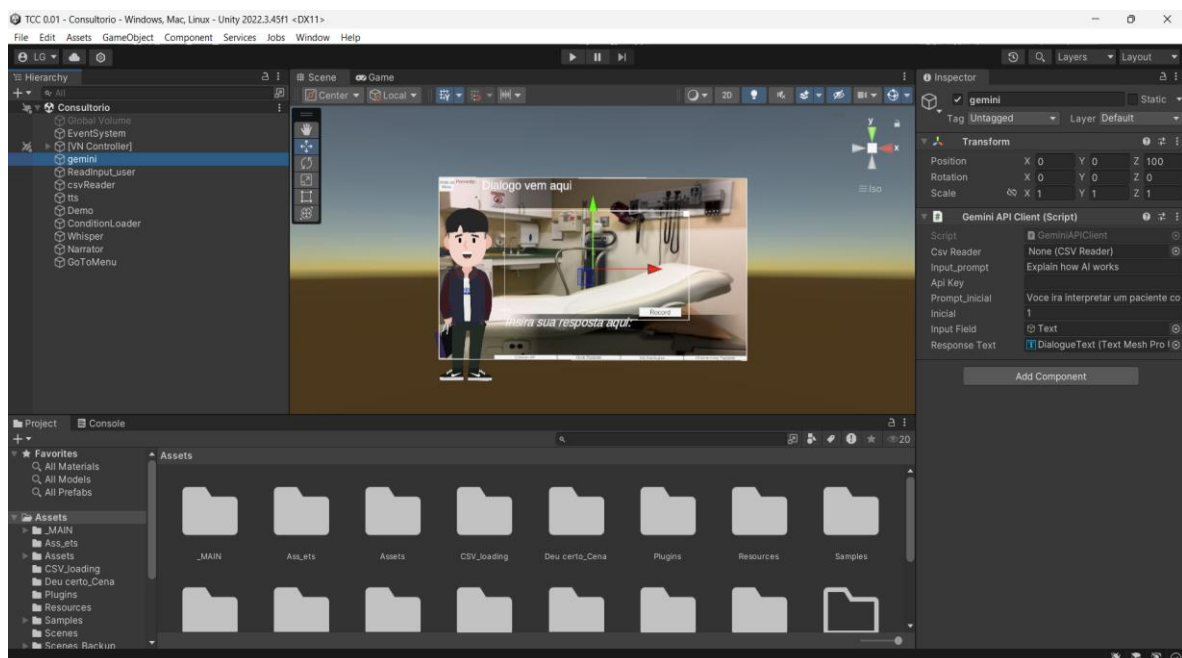 TCC 0.01 - Consultorio - Windows, Mac, Linux - Unity 2022.3.45f1 <DX11>
File Edit Assets GameObject Component Services Jobs Window Help
LG
Layers Layout
Hierarchy
All
Consultorio
Global Volume
EventSystem
[VN Controller]
gemini
ReadInput_user
csvReader
tts
Demo
ConditionLoader
Whisper
Narrator
GoToMenu
Scene Game
Center Local 2D
y
x
Iso
Dialogo vem aqui
Record
Insira sua resposta aqui:
Inspector
gemini Static
Tag Untagged Layer Default
Transform
Position X 0 Y 0 Z 100
Rotation X 0 Y 0 Z 0
Scale X 1 Y 1 Z 1
Gemini API Client (Script)
Script GeminiAPIClient
Csv Reader None (CSV Reader)
Input_prompt Explain how AI works
Api Key
Prompt_inicial Voce ira interpretar um paciente co
Inicial 1
Input Field Text
Response Text DialogueText (Text Mesh Pro
Add Component
Project Console
20
Favorites
All Materials
All Models
All Prefabs
Assets
_MAIN
Ass_ets
Assets
CSV_loading
Deu certo_Cena
Plugins
Resources
Samples
Scenes
Scenes Backup
Assets
_MAIN Ass_ets Assets CSV_loading Deu certo_Cena Plugins Resources Samples